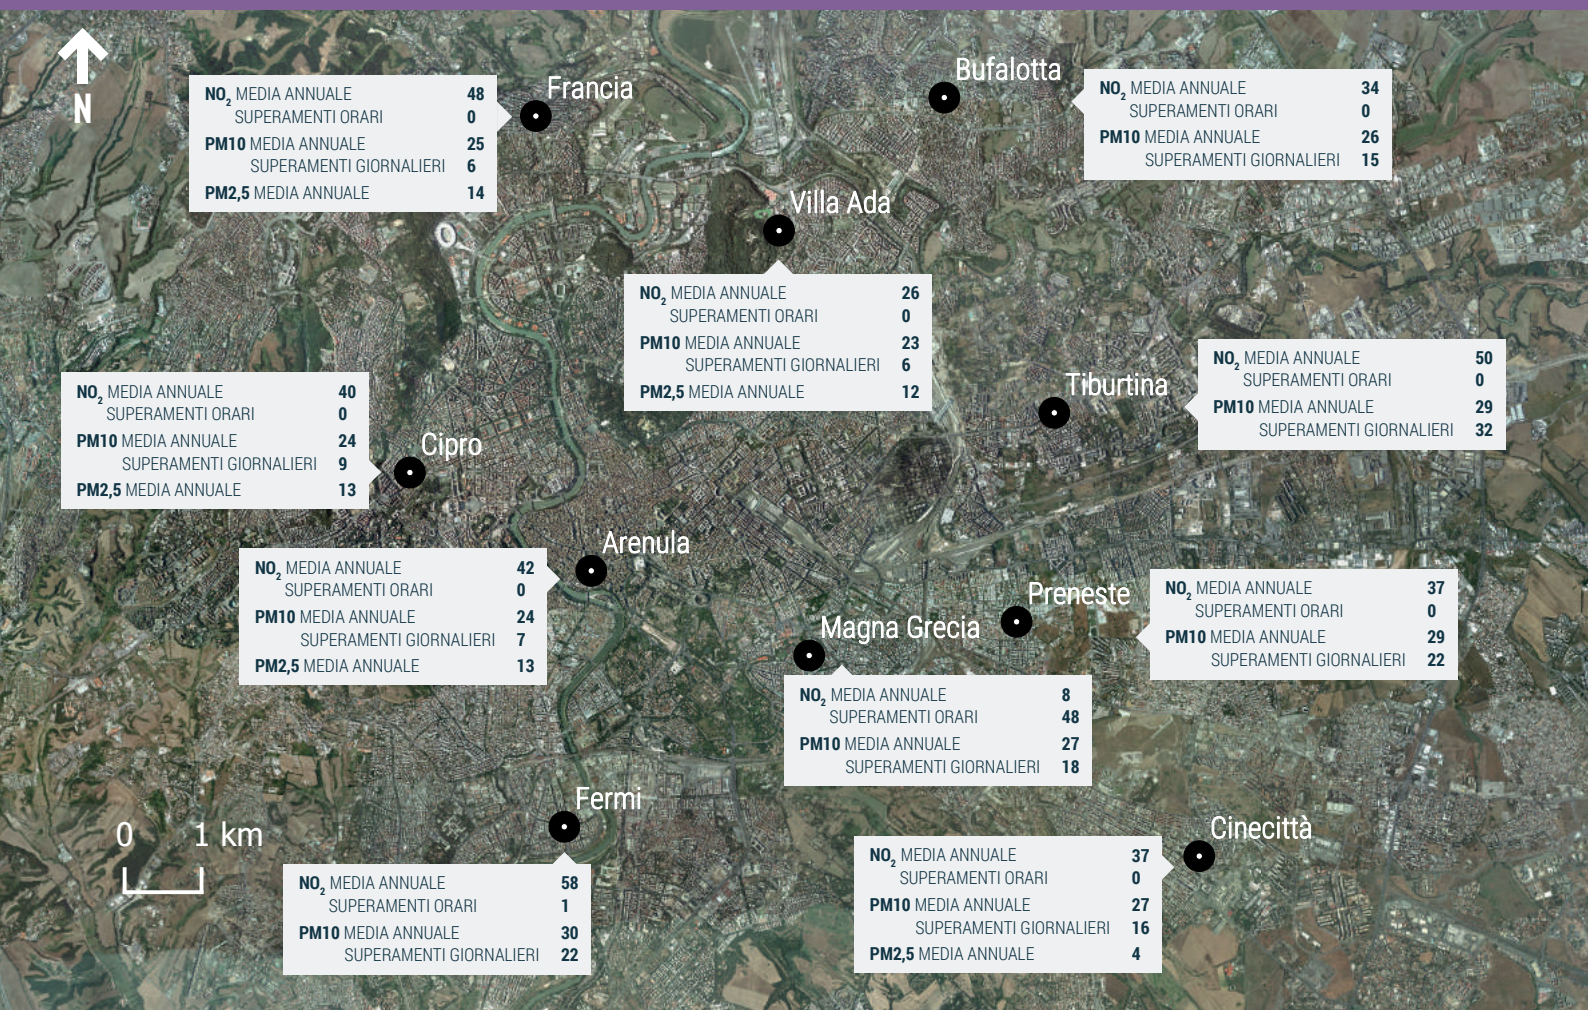 N
Francia
NO2 MEDIA ANNUALE 48
SUPERAMENTI ORARI 0
PM10 MEDIA ANNUALE 25
SUPERAMENTI GIORNALIERI 6
PM2,5 MEDIA ANNUALE 14
Bufalotta
NO2 MEDIA ANNUALE 34
SUPERAMENTI ORARI 0
PM10 MEDIA ANNUALE 26
SUPERAMENTI GIORNALIERI 15
Villa Ada
NO2 MEDIA ANNUALE 26
SUPERAMENTI ORARI 0
PM10 MEDIA ANNUALE 23
SUPERAMENTI GIORNALIERI 6
PM2,5 MEDIA ANNUALE 12
Tiburtina
NO2 MEDIA ANNUALE 50
SUPERAMENTI ORARI 0
PM10 MEDIA ANNUALE 29
SUPERAMENTI GIORNALIERI 32
Cipro
NO2 MEDIA ANNUALE 40
SUPERAMENTI ORARI 0
PM10 MEDIA ANNUALE 24
SUPERAMENTI GIORNALIERI 9
PM2,5 MEDIA ANNUALE 13
Arenula
NO2 MEDIA ANNUALE 42
SUPERAMENTI ORARI 0
PM10 MEDIA ANNUALE 24
SUPERAMENTI GIORNALIERI 7
PM2,5 MEDIA ANNUALE 13
Preneste
NO2 MEDIA ANNUALE 37
SUPERAMENTI ORARI 0
PM10 MEDIA ANNUALE 29
SUPERAMENTI GIORNALIERI 22
Magna Grecia
NO2 MEDIA ANNUALE 8
SUPERAMENTI ORARI 48
PM10 MEDIA ANNUALE 27
SUPERAMENTI GIORNALIERI 18
Fermi
NO2 MEDIA ANNUALE 58
SUPERAMENTI ORARI 1
PM10 MEDIA ANNUALE 30
SUPERAMENTI GIORNALIERI 22
Cinecittà
NO2 MEDIA ANNUALE 37
SUPERAMENTI ORARI 0
PM10 MEDIA ANNUALE 27
SUPERAMENTI GIORNALIERI 16
PM2,5 MEDIA ANNUALE 4
0 1 km